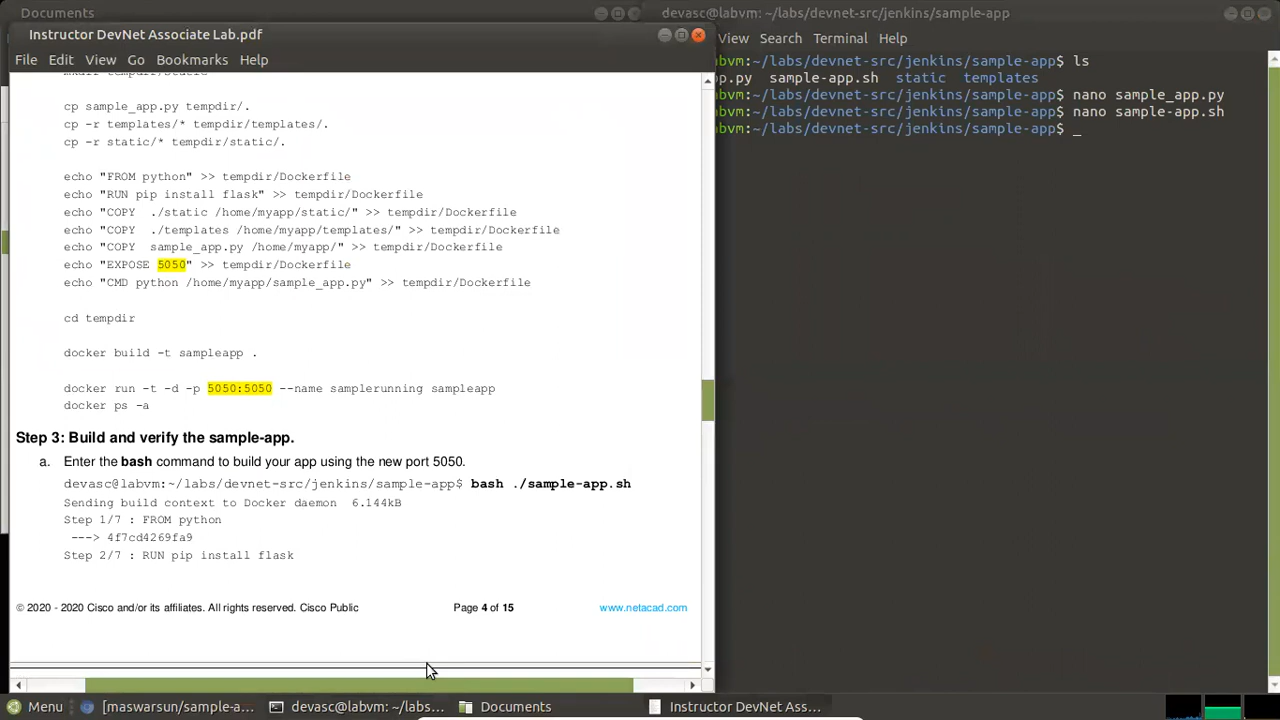 Documents
devasc@labvm: ~/labs/devnet-src/jenkins/sample-app
Instructor DevNet Associate Lab.pdf
File Edit View Go Bookmarks Help
View Search Terminal Help
mkdir tempdir/static
cp sample_app.py tempdir/.
cp -r templates/* tempdir/templates/.
cp -r static/* tempdir/static/.
echo "FROM python" >> tempdir/Dockerfile
echo "RUN pip install flask" >> tempdir/Dockerfile
echo "COPY  ./static /home/myapp/static/" >> tempdir/Dockerfile
echo "COPY  ./templates /home/myapp/templates/" >> tempdir/Dockerfile
echo "COPY  sample_app.py /home/myapp/" >> tempdir/Dockerfile
echo "EXPOSE 5050" >> tempdir/Dockerfile
echo "CMD python /home/myapp/sample_app.py" >> tempdir/Dockerfile
cd tempdir
docker build -t sampleapp .
docker run -t -d -p 5050:5050 --name samplerunning sampleapp
docker ps -a
Step 3: Build and verify the sample-app.
a. Enter the bash command to build your app using the new port 5050.
devasc@labvm:~/labs/devnet-src/jenkins/sample-app$ bash ./sample-app.sh
Sending build context to Docker daemon  6.144kB
Step 1/7 : FROM python
---> 4f7cd4269fa9
Step 2/7 : RUN pip install flask
© 2020 - 2020 Cisco and/or its affiliates. All rights reserved. Cisco Public Page 4 of 15 www.netacad.com
abvm:~/labs/devnet-src/jenkins/sample-app$ ls
pp.py  sample-app.sh  static  templates
abvm:~/labs/devnet-src/jenkins/sample-app$ nano sample_app.py
abvm:~/labs/devnet-src/jenkins/sample-app$ nano sample-app.sh
abvm:~/labs/devnet-src/jenkins/sample-app$ _
Menu [maswarsun/sample-a... devasc@labvm: ~/labs... Documents Instructor DevNet Ass...